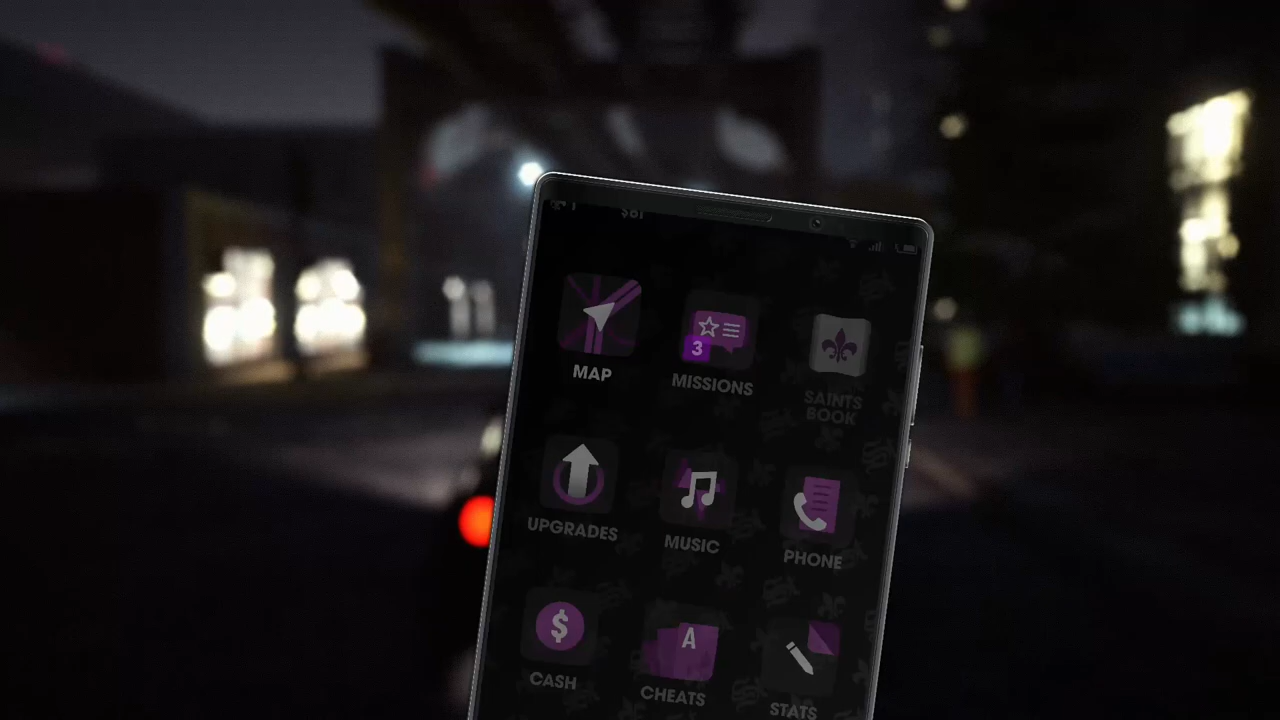 MAP
MISSIONS
3
SAINTS
BOOK
UPGRADES
MUSIC
PHONE
$
CASH
A
CHEATS
STATS